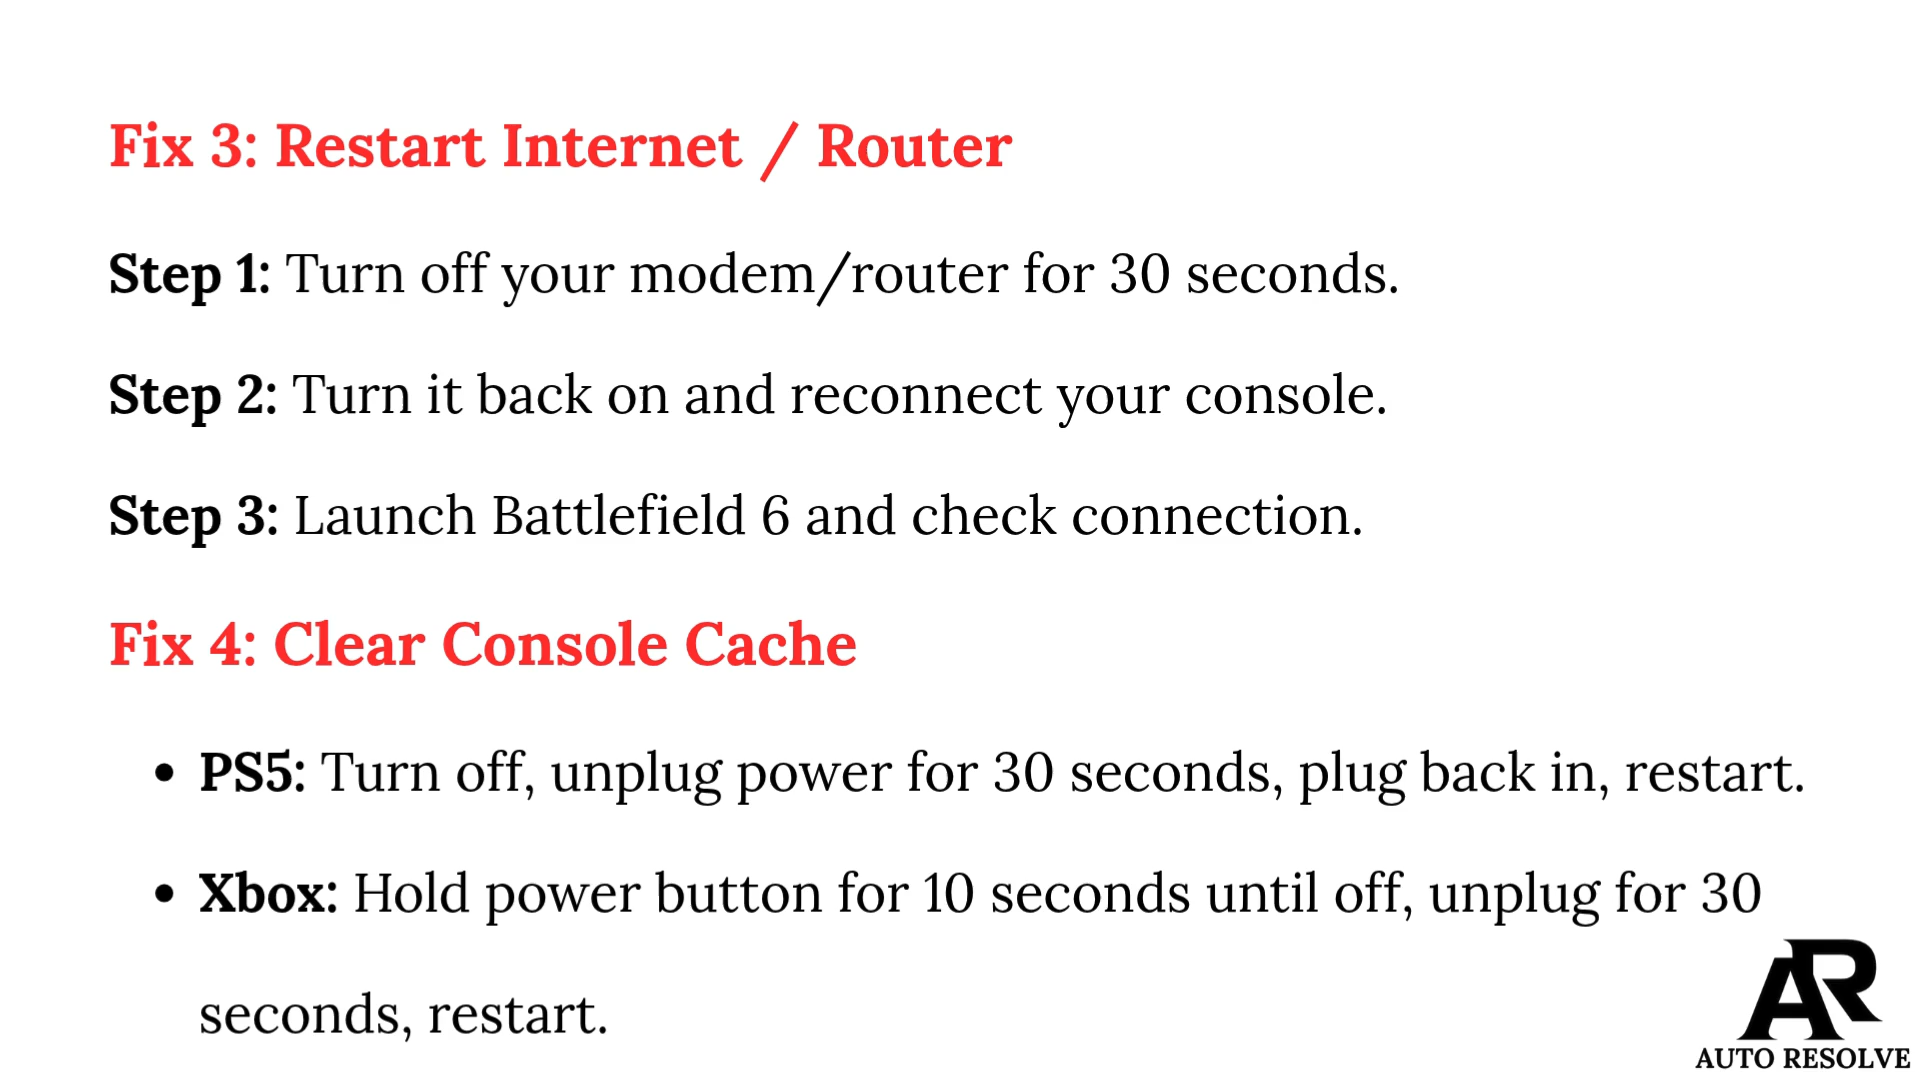 Fix 3: Restart Internet / Router
Step 1: Turn off your modem/router for 30 seconds.
Step 2: Turn it back on and reconnect your console.
Step 3: Launch Battlefield 6 and check connection.
Fix 4: Clear Console Cache
• PS5: Turn off, unplug power for 30 seconds, plug back in, restart.
• Xbox: Hold power button for 10 seconds until off, unplug for 30
seconds, restart.
AR
AUTO RESOLVE